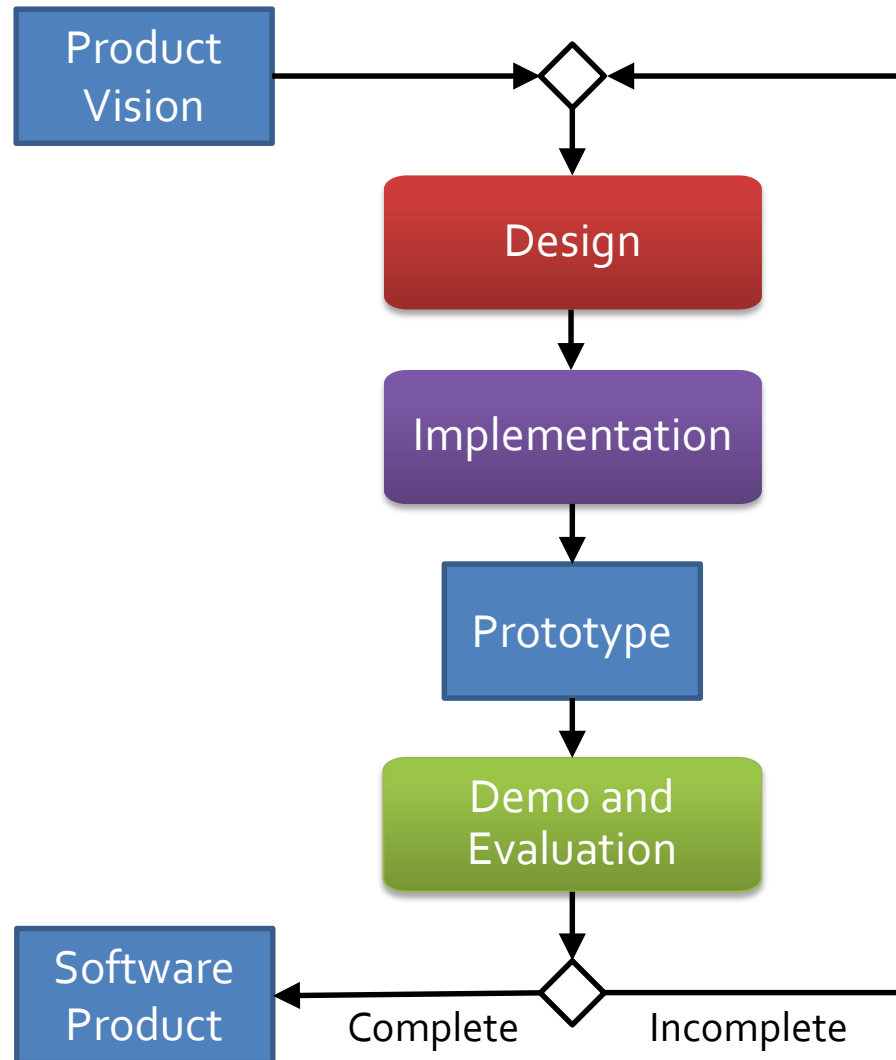 Product
Vision
Design
Implementation
Prototype
Demo and
Evaluation
Software
Product
Complete
Incomplete